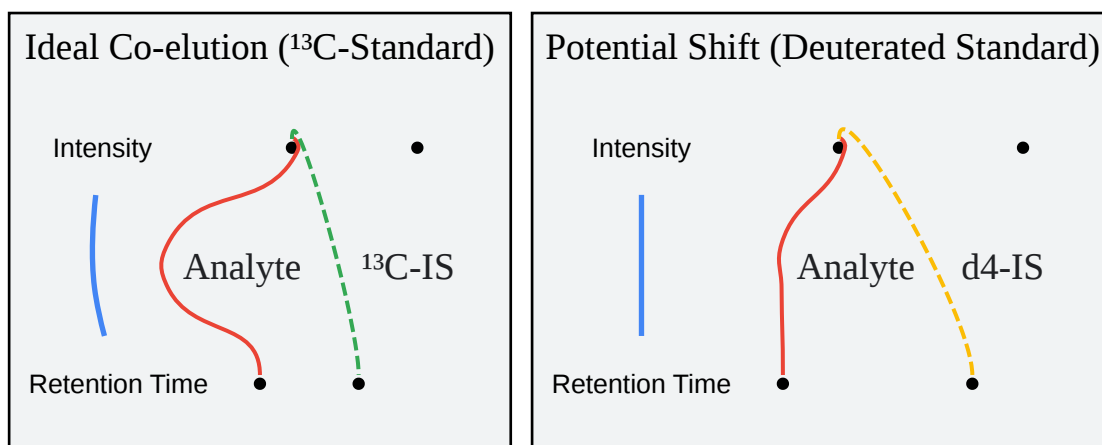 Ideal Co-elution (¹³C-Standard)
Intensity
Analyte
¹³C-IS
Retention Time
Potential Shift (Deuterated Standard)
Intensity
Analyte
d4-IS
Retention Time